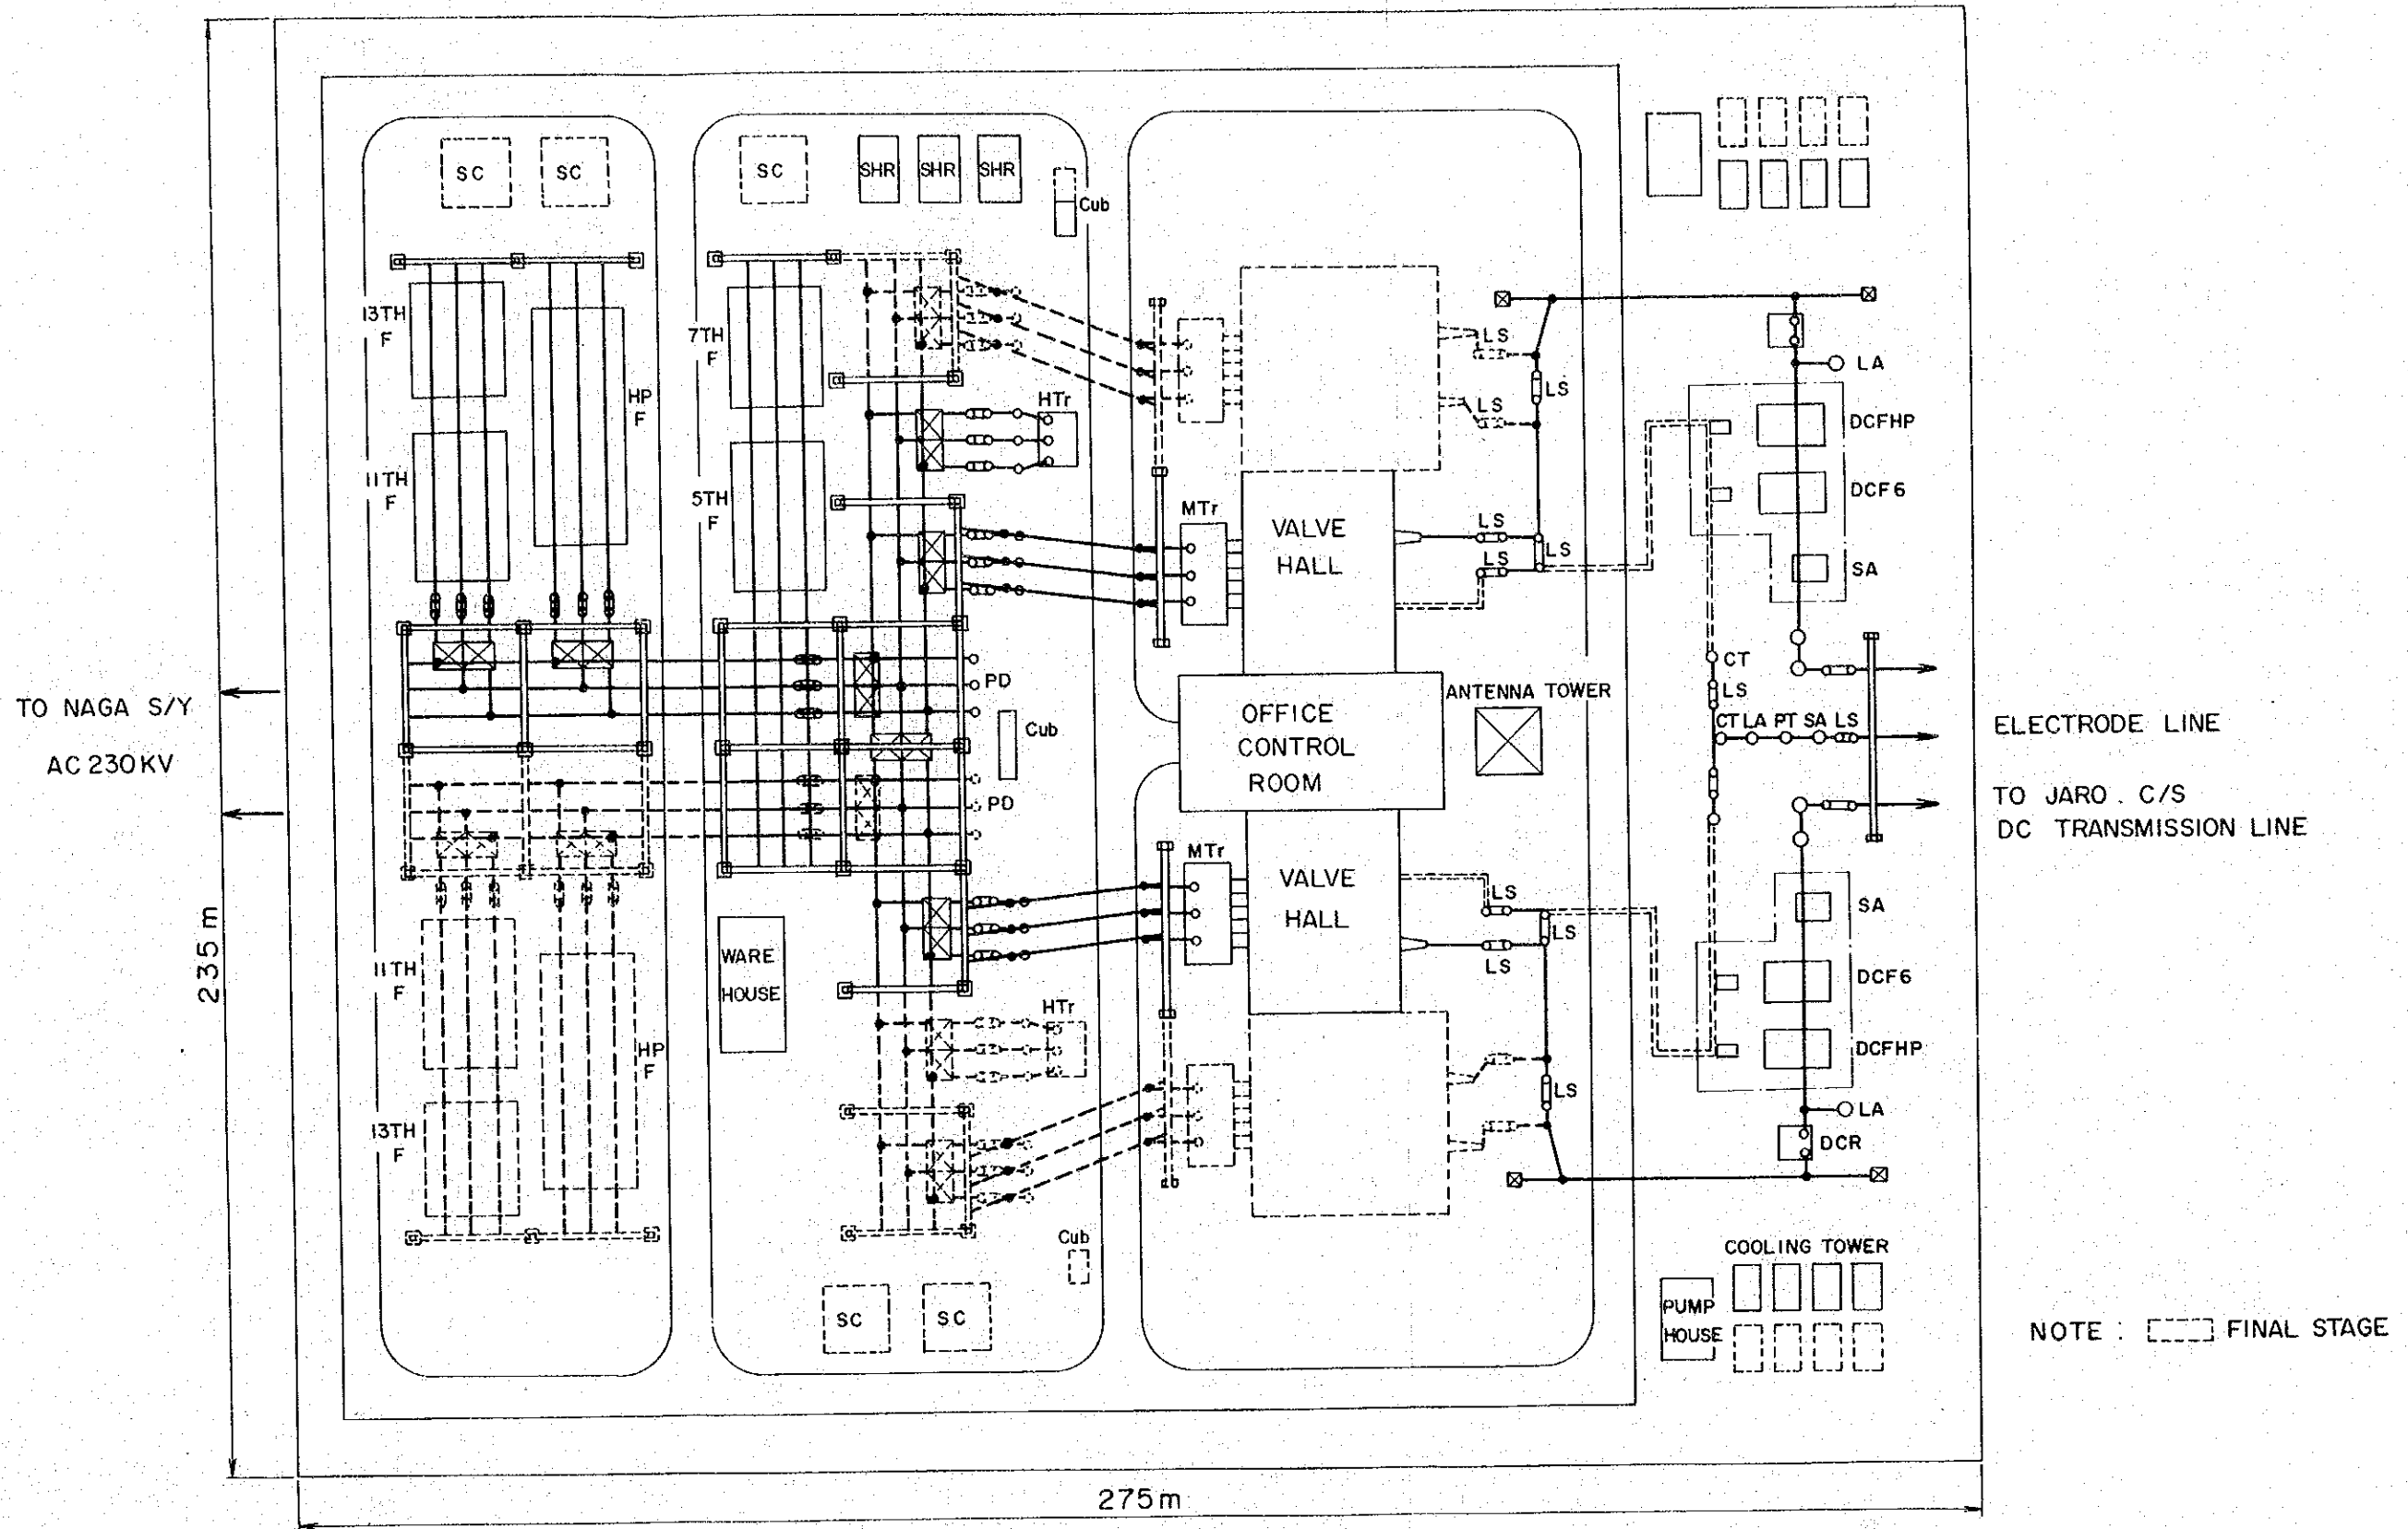 SC
SC
SC
SHR
SHR
SHR
Cub
13TH
F
HP
F
11TH
F
7TH
F
5TH
F
HTr
MTr
VALVE
HALL
LS
LS
LS
LS
LS
LS
LA
DCFHP
DCF6
SA
CT
LS
CT LA PT SA LS
TO NAGA S/Y
AC 230KV
PD
PD
Cub
OFFICE
CONTROL
ROOM
ANTENNA TOWER
ELECTRODE LINE
TO JARO. C/S
DC TRANSMISSION LINE
MTr
VALVE
HALL
LS
LS
LS
LS
SA
DCF6
DCFHP
LA
DCR
WARE
HOUSE
HTr
11TH
F
HP
F
13TH
F
Cub
SC
SC
COOLING TOWER
PUMP
HOUSE
NOTE : FINAL STAGE
235m
275m